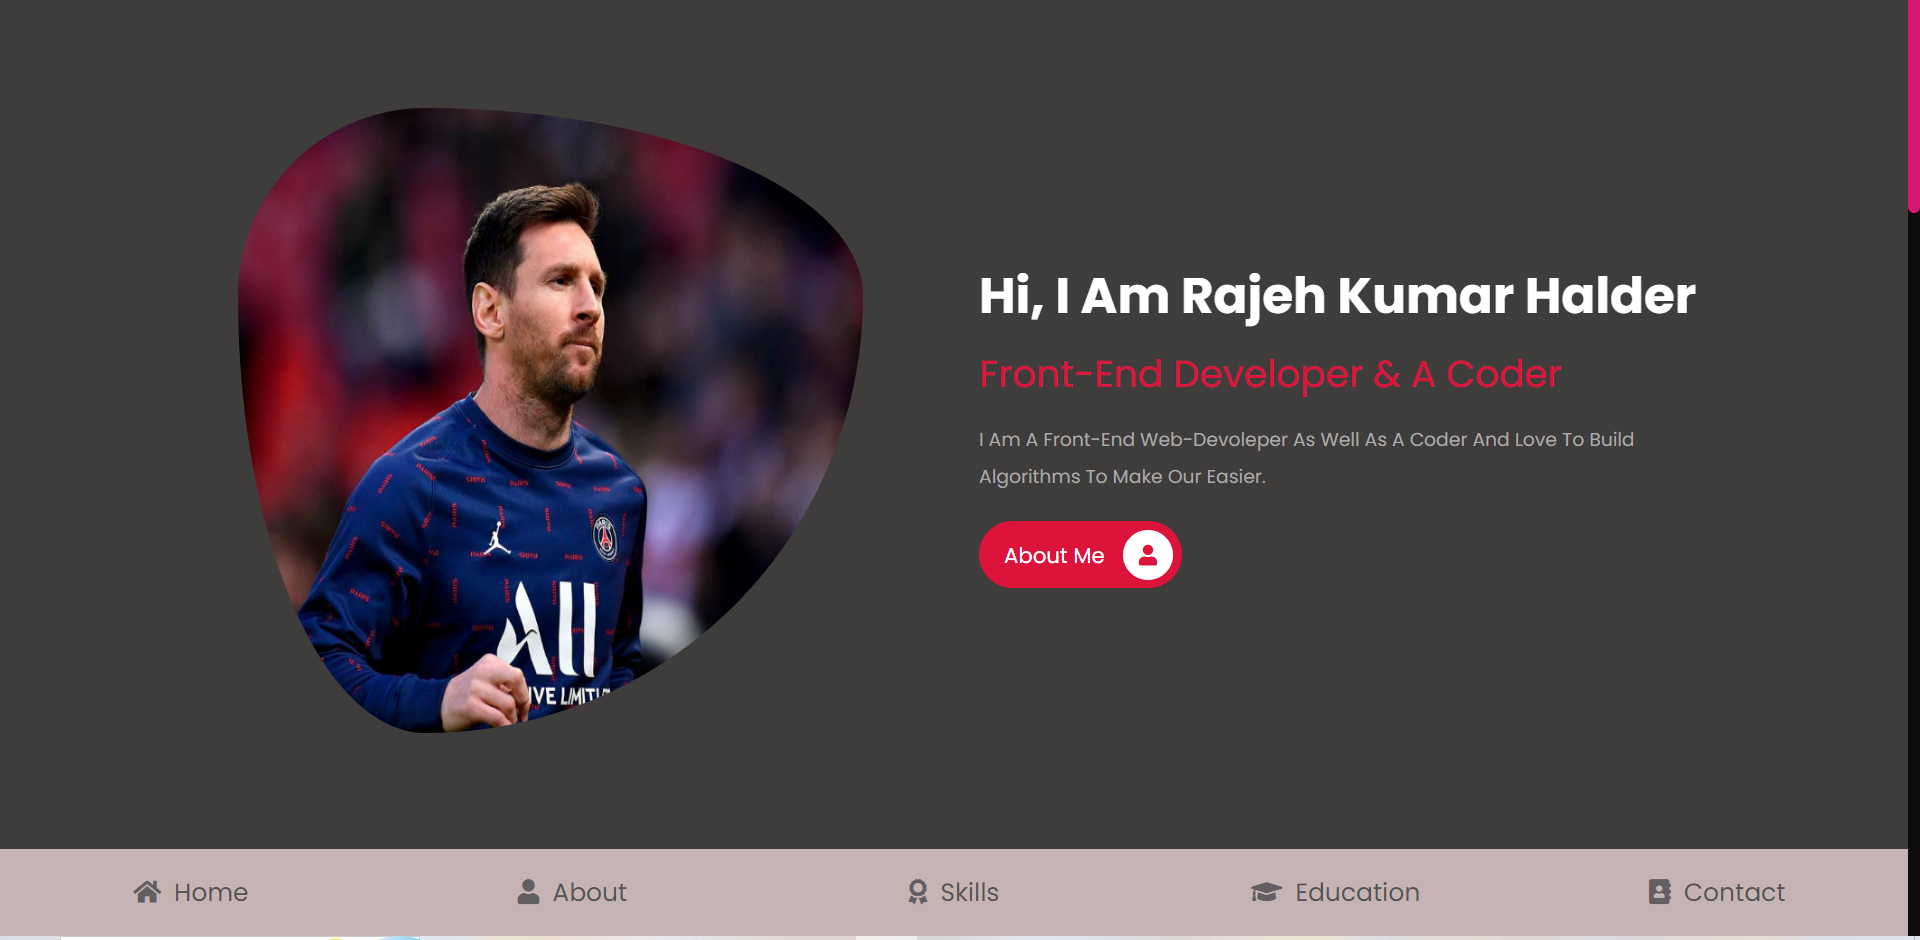 Hi, I Am Rajeh Kumar Halder
Front-End Developer & A Coder
I Am A Front-End Web-Devoleper As Well As A Coder And Love To Build
Algorithms To Make Our Easier.
About Me
PARIS
ALL
IVE LIMIT
Home
About
Skills
Education
Contact